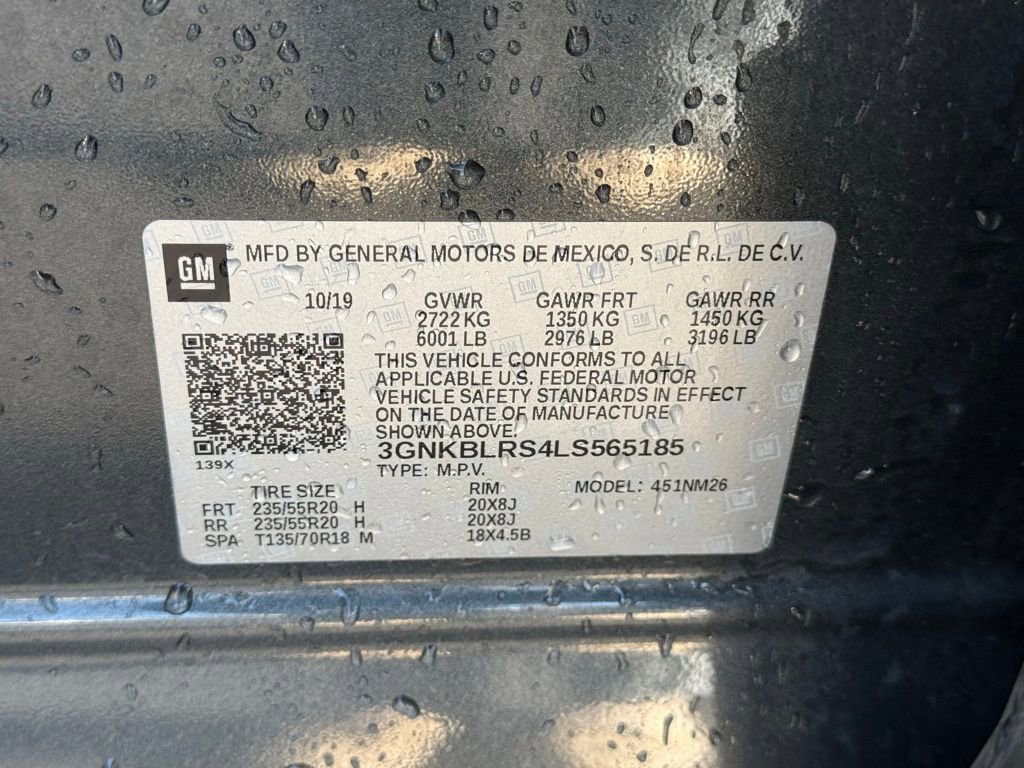 GM MFD BY GENERAL MOTORS DE MEXICO, S. DE R.L. DE C.V.
10/19 GVWR GAWR FRT GAWR RR
2722 KG 1350 KG 1450 KG
6001 LB 2976 LB 3196 LB
THIS VEHICLE CONFORMS TO ALL
APPLICABLE U.S. FEDERAL MOTOR
VEHICLE SAFETY STANDARDS IN EFFECT
ON THE DATE OF MANUFACTURE
SHOWN ABOVE.
3GNKBLRS4LS565185
139X
TYPE: M.P.V.
TIRE SIZE RIM MODEL: 451NM26
FRT 235/55R20 H 20X8J
RR 235/55R20 H 20X8J
SPA T135/70R18 M 18X4.5B